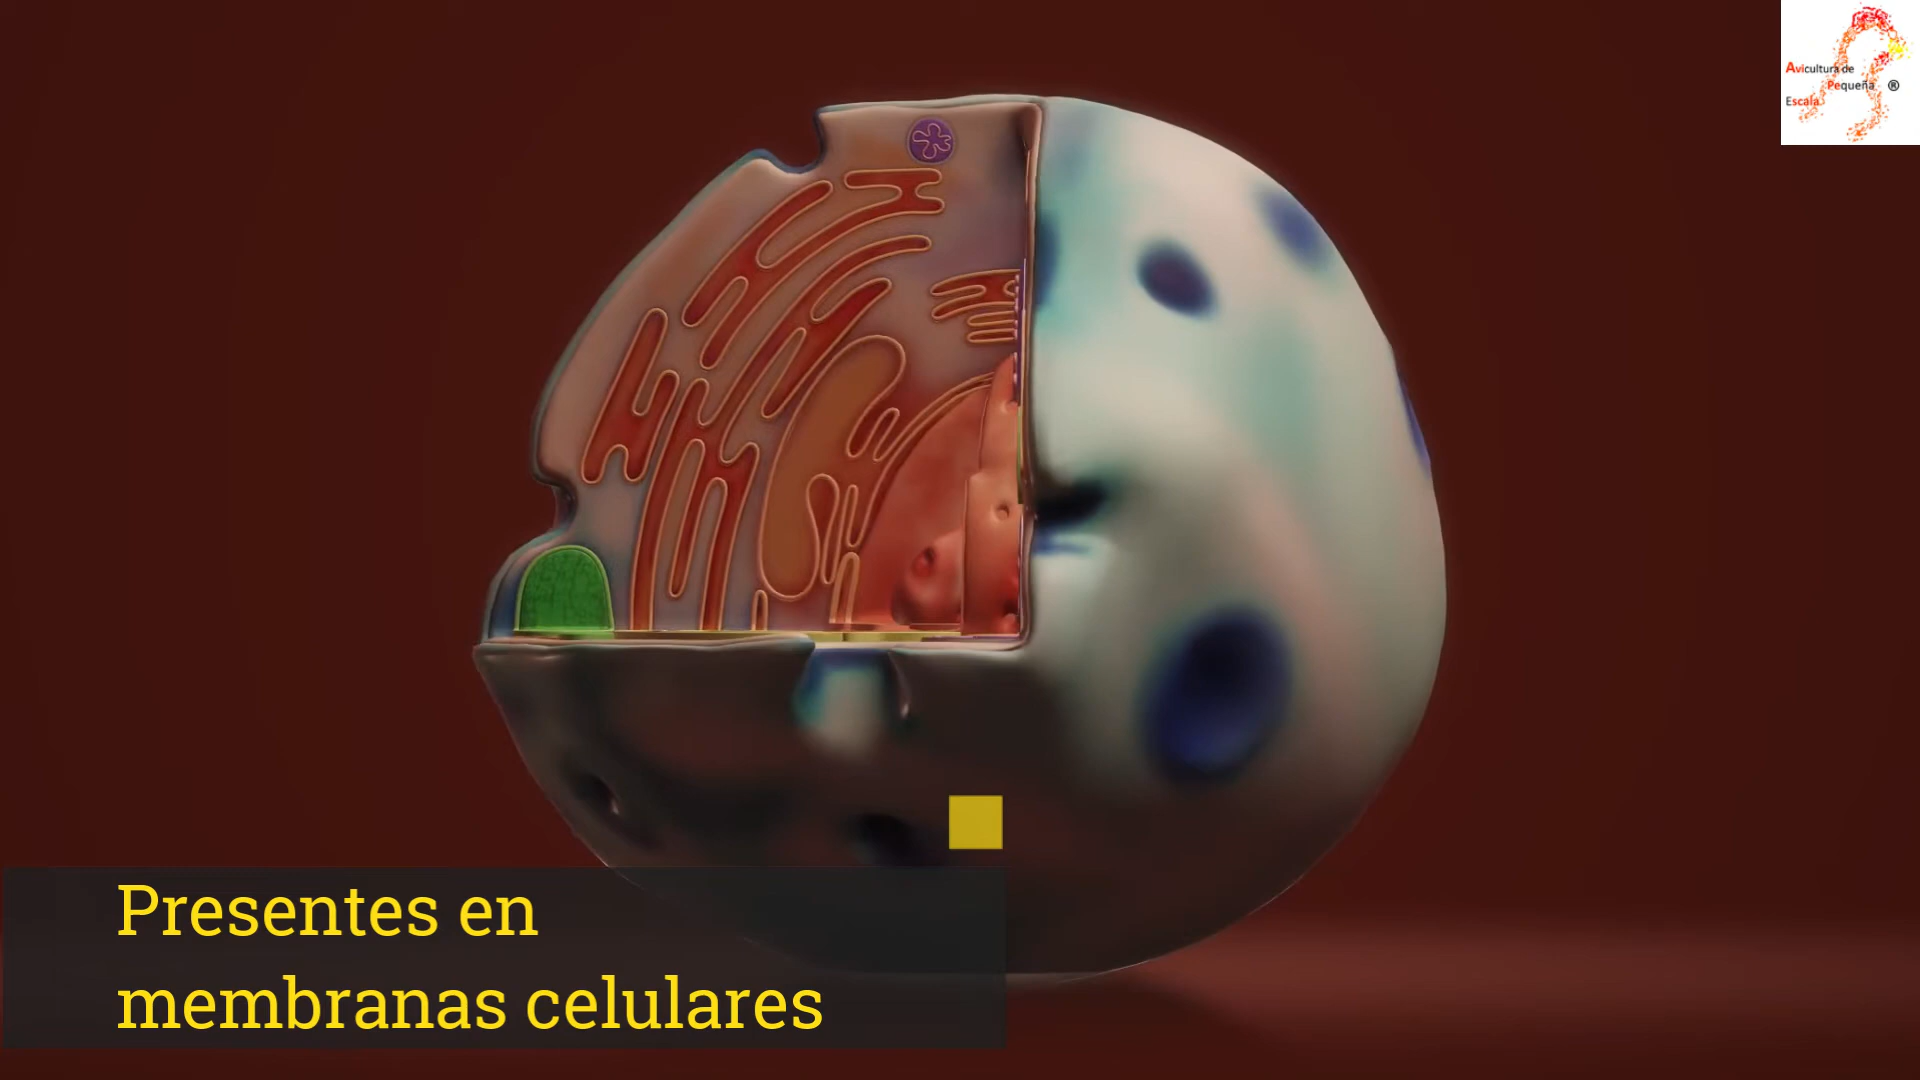 Avicultura de
Pequeña ®
Escala
Presentes en
membranas celulares